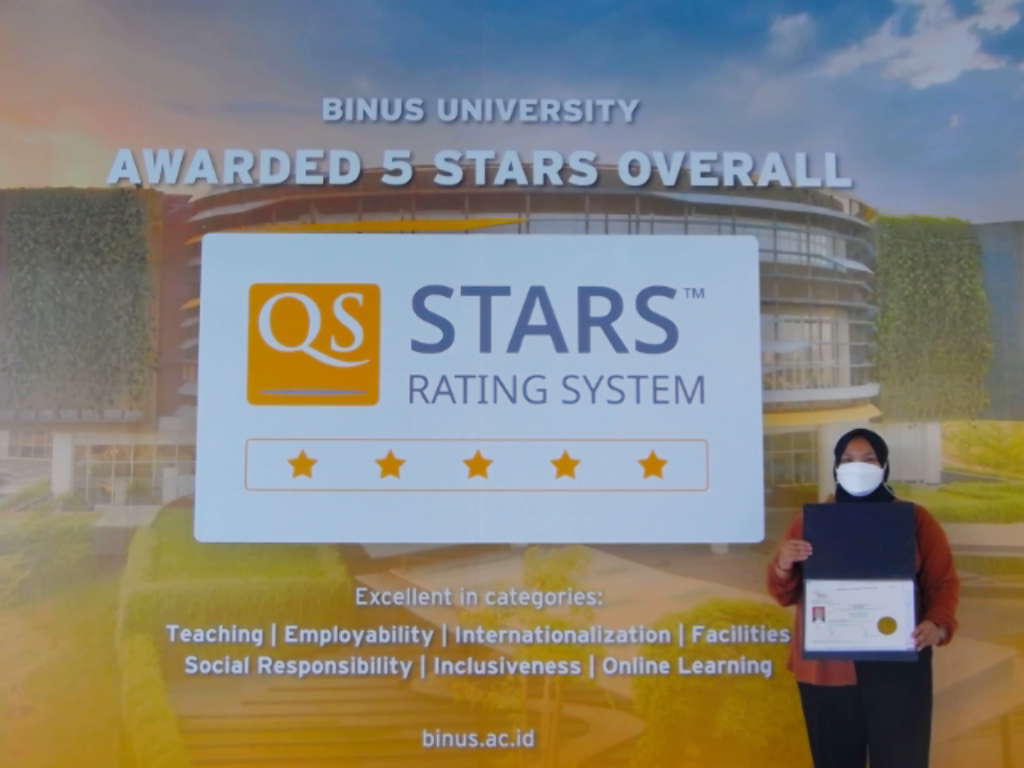 BINUS UNIVERSITY
AWARDED 5 STARS OVERALL
QS STARS™
RATING SYSTEM
Excellent in categories:
Teaching | Employability | Internationalization | Facilities
Social Responsibility | Inclusiveness | Online Learning
binus.ac.id